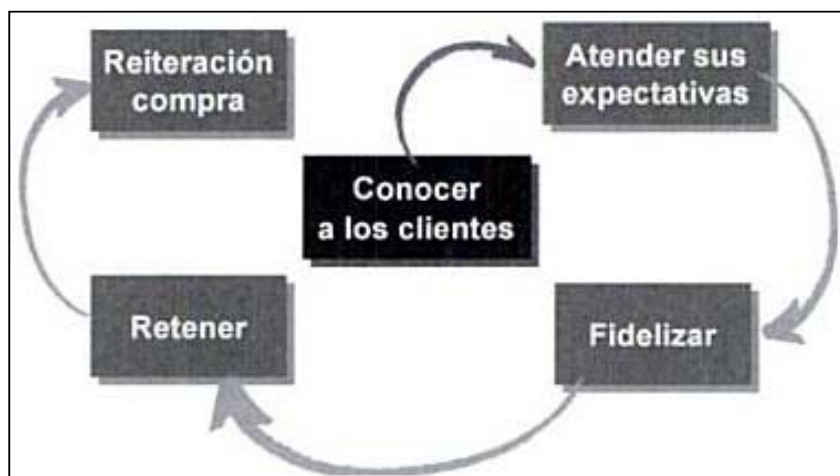 Reiteración
compra
Atender sus
expectativas
Conocer
a los clientes
Retener
Fidelizar